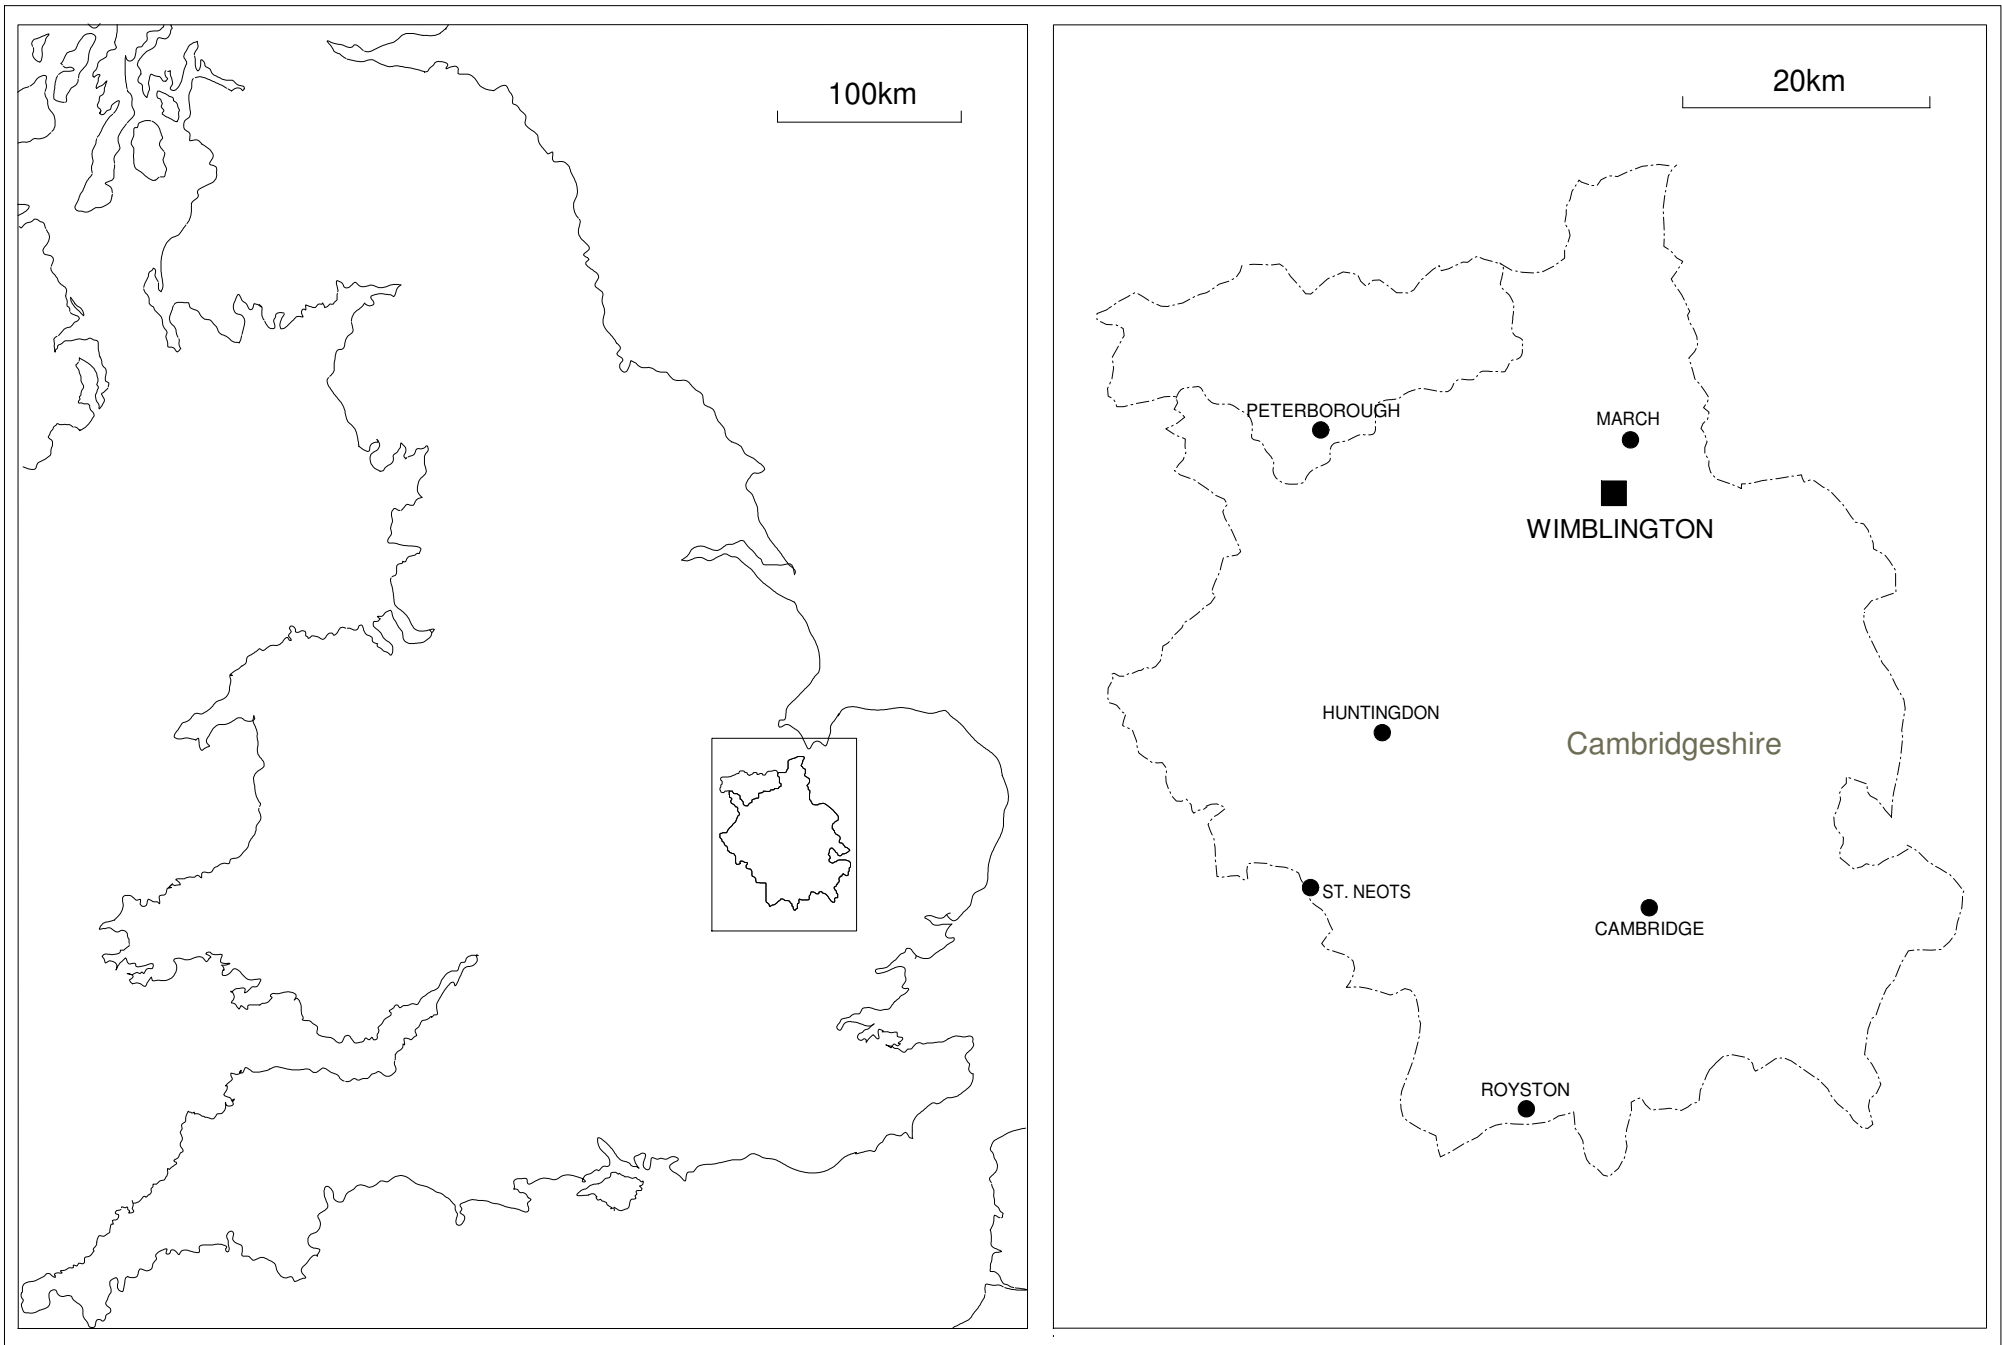 100km
20km
PETERBOROUGH
MARCH
WIMBLINGTON
HUNTINGDON
Cambridgeshire
ST. NEOTS
CAMBRIDGE
ROYSTON